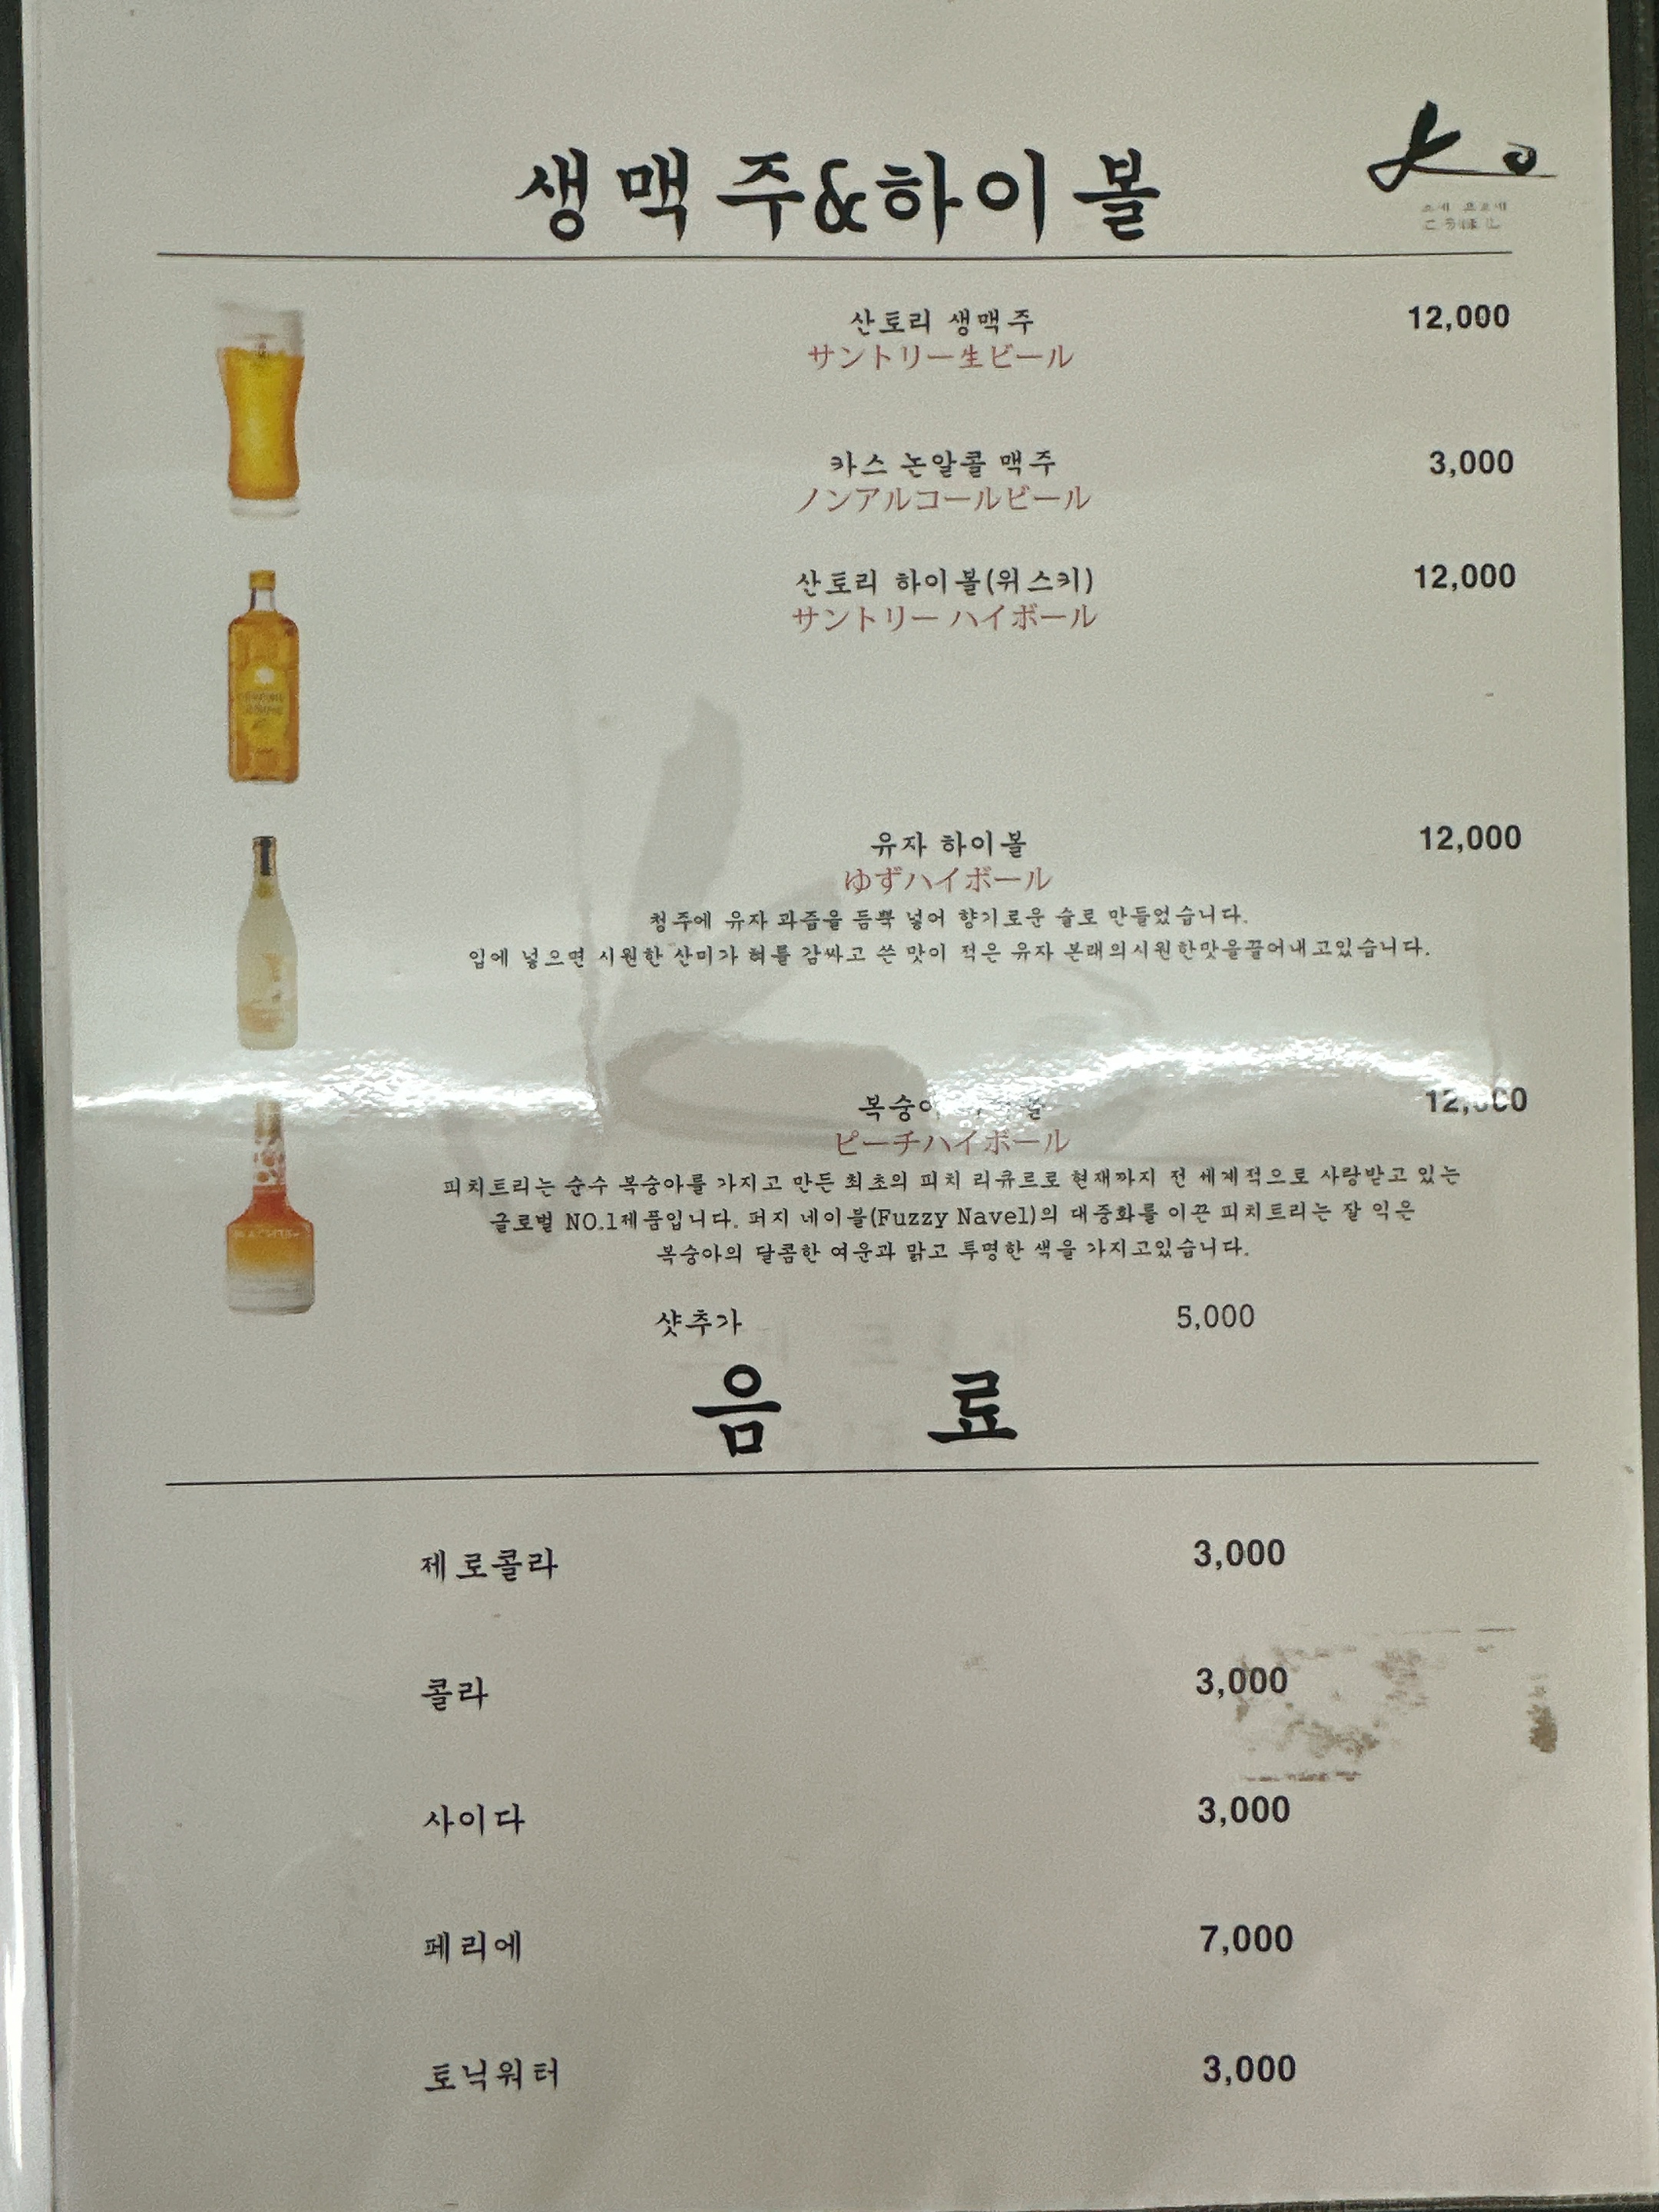 생맥주&하이볼
Ko
こうほし
산토리 생맥주 12,000
サントリー生ビール
카스 논알콜 맥주 3,000
ノンアルコールビール
산토리 하이볼(위스키) 12,000
サントリー ハイボール
유자 하이볼 12,000
ゆずハイボール
청주에 유자 과즙을 듬뿍 넣어 향기로운 술로 만들었습니다.
입에 넣으면 시원한 산미가 혀를 감싸고 쓴 맛이 적은 유자 본래의시원한맛을끌어내고있습니다.
12,000
ピーチハイボール
피치트리는 순수 복숭아를 가지고 만든 최초의 피치 리큐르로 현재까지 전 세계적으로 사랑받고 있는
글로벌 NO.1제품입니다. 퍼지 네이블(Fuzzy Navel)의 대중화를 이끈 피치트리는 잘 익은
복숭아의 달콤한 여운과 맑고 투명한 색을 가지고있습니다.
샷추가 5,000
음료
제로콜라 3,000
콜라 3,000
사이다 3,000
페리에 7,000
토닉워터 3,000